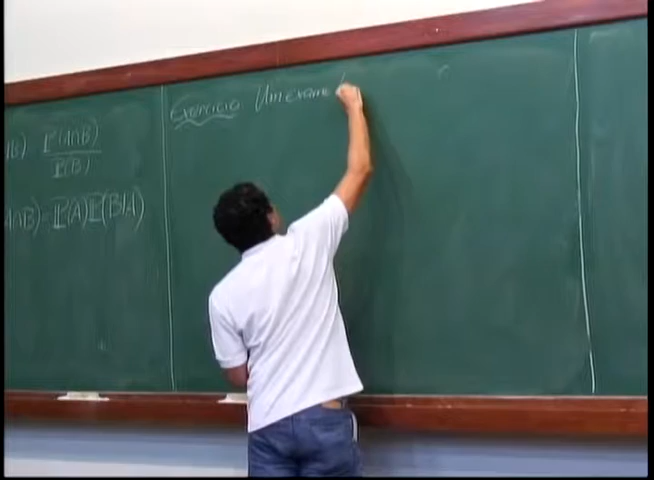 B) P(A∩B)
P(B)
A∩B) = P(A) P(B|A)
Exercício Um exame